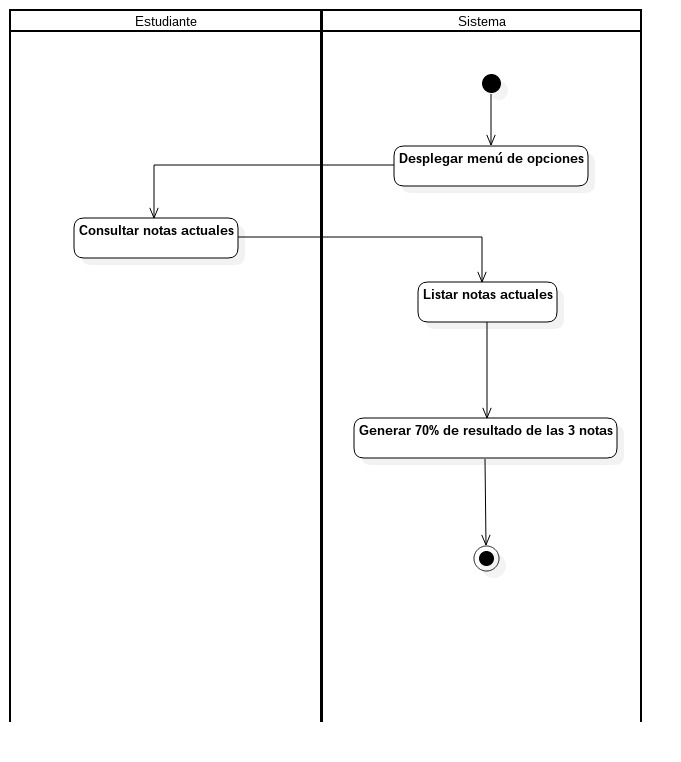 Estudiante
Sistema
Desplegar menú de opciones
Consultar notas actuales
Listar notas actuales
Generar 70% de resultado de las 3 notas